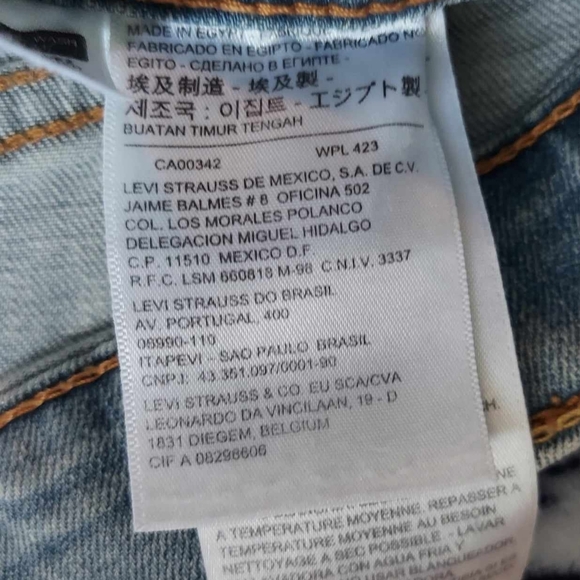 WASH
MADE IN EGYPT
FABRICADO EN EGIPTO - FABRICADO NO
EGITO - СДЕЛАНО В ЕГИПТЕ -
埃及制造 - 埃及製 -
제조국 : 이집트 - エジプト製
BUATAN TIMUR TENGAH
CA00342 WPL 423
LEVI STRAUSS DE MEXICO, S.A. DE C.V.
JAIME BALMES # 8 OFICINA 502
COL. LOS MORALES POLANCO
DELEGACION MIGUEL HIDALGO
C.P. 11510 MEXICO D.F
R.F.C. LSM 660818 M-98 C.N.I.V. 3337
LEVI STRAUSS DO BRASIL
AV. PORTUGAL, 400
06690-110
ITAPEVI - SAO PAULO BRASIL
CNPJ: 43.351.097/0001-90
LEVI STRAUSS & CO. EU SCA/CVA
LEONARDO DA VINCILAAN, 19 - D
1831 DIEGEM, BELGIUM
CIF A 08298606
A TEMPERATURE MOYENNE. REPASSER A
TEMPERATURE MOYENNE AU BESOIN
NETTOYAGE A SEC POSSIBLE - LAVAR
SEPARADO CON AGUA FRIA Y
USAR BLANQUEADOR